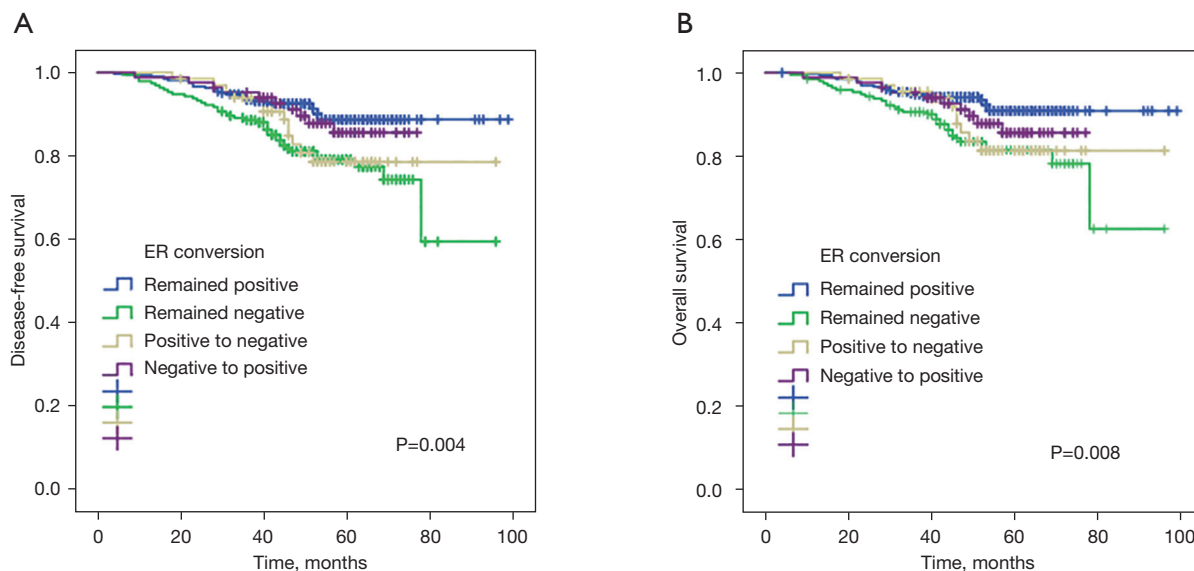 A
1.0
0.8
0.6
0.4
0.2
0.0
Disease-free survival
ER conversion
Remained positive
Remained negative
Positive to negative
Negative to positive
P=0.004
0 20 40 60 80 100
Time, months
B
1.0
0.8
0.6
0.4
0.2
0.0
Overall survival
ER conversion
Remained positive
Remained negative
Positive to negative
Negative to positive
P=0.008
0 20 40 60 80 100
Time, months